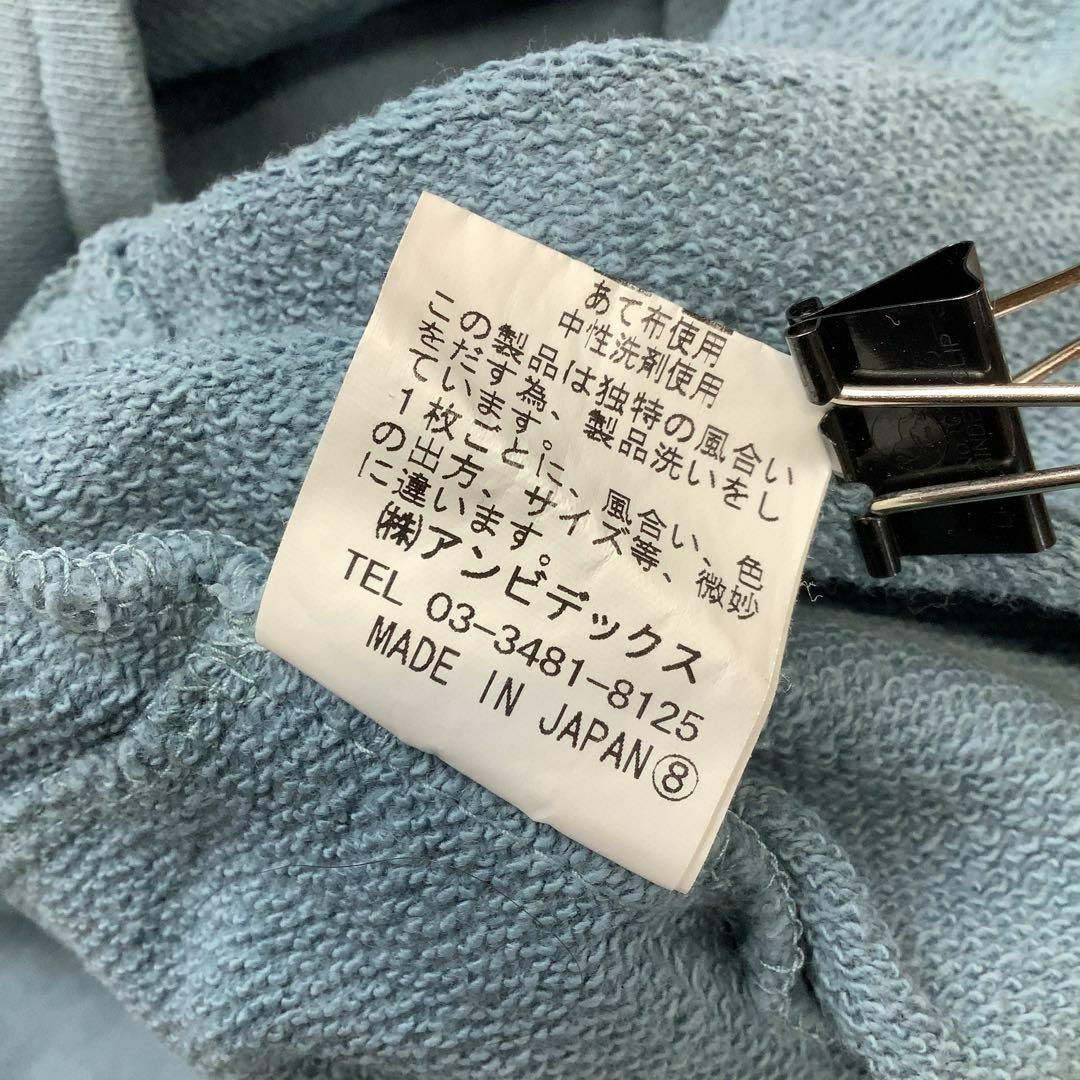 あて布使用
中性洗剤使用
この製品は独特の風合い
をだす為、製品洗いをし
ています。
1枚ごとに、風合い、色
の出方、サイズ等、微妙
に違います。
㈱アンビデックス
TEL 03-3481-8125
MADE IN JAPAN⑧